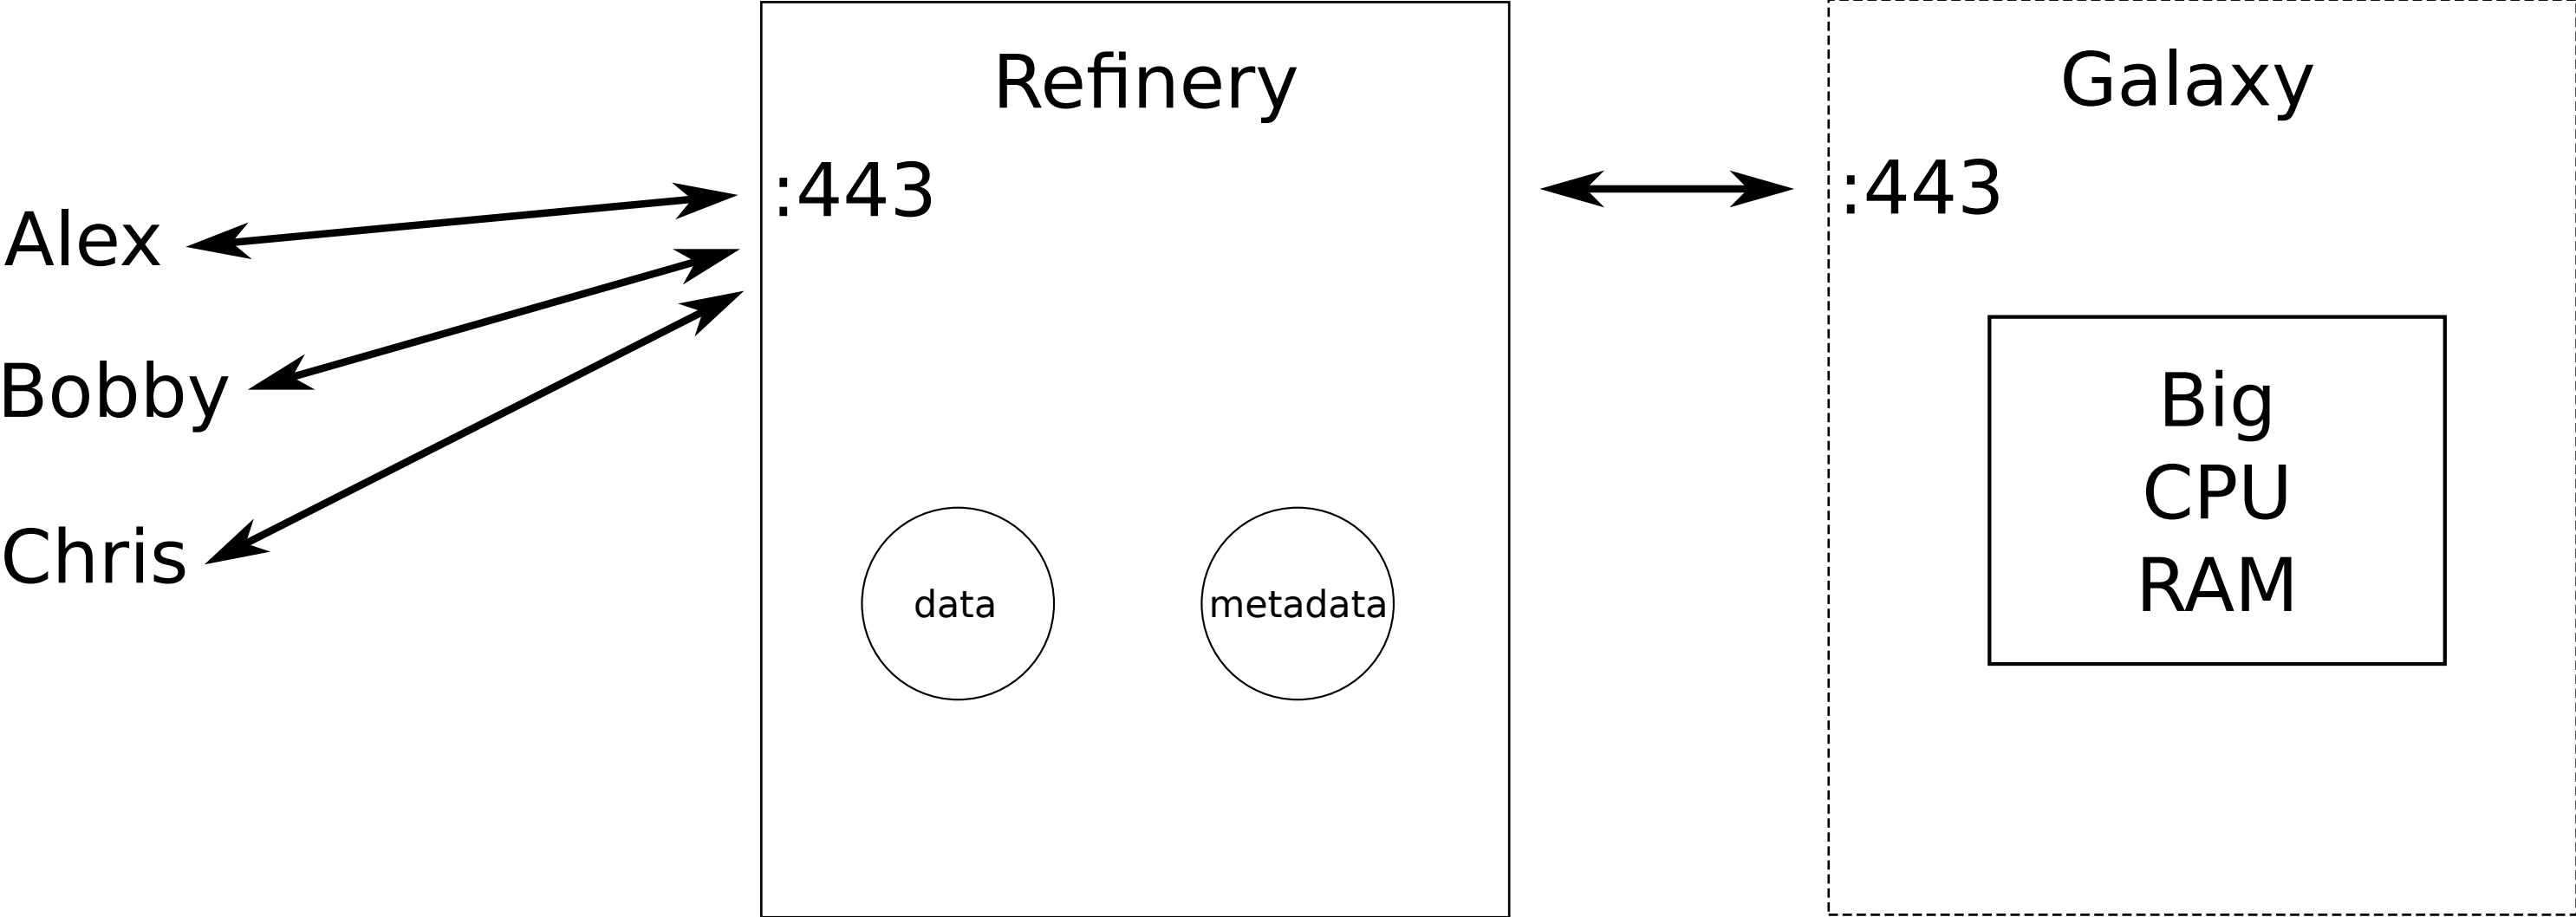 Refinery
:443
Alex
Bobby
Chris
data
metadata
Galaxy
:443
Big
CPU
RAM